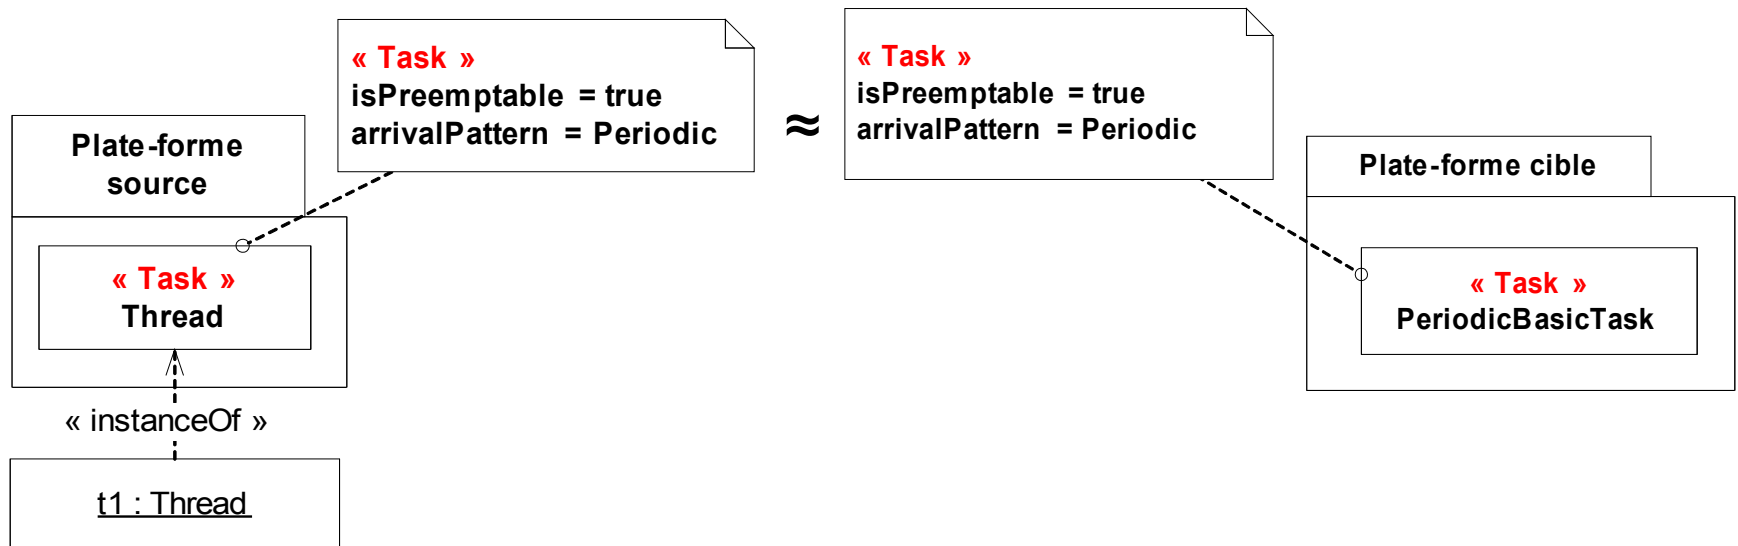 « Task »
isPreemptable = true
arrivalPattern = Periodic
≈
« Task »
isPreemptable = true
arrivalPattern = Periodic
Plate-forme
source
« Task »
Thread
« instanceOf »
t1 : Thread
Plate-forme cible
« Task »
PeriodicBasicTask